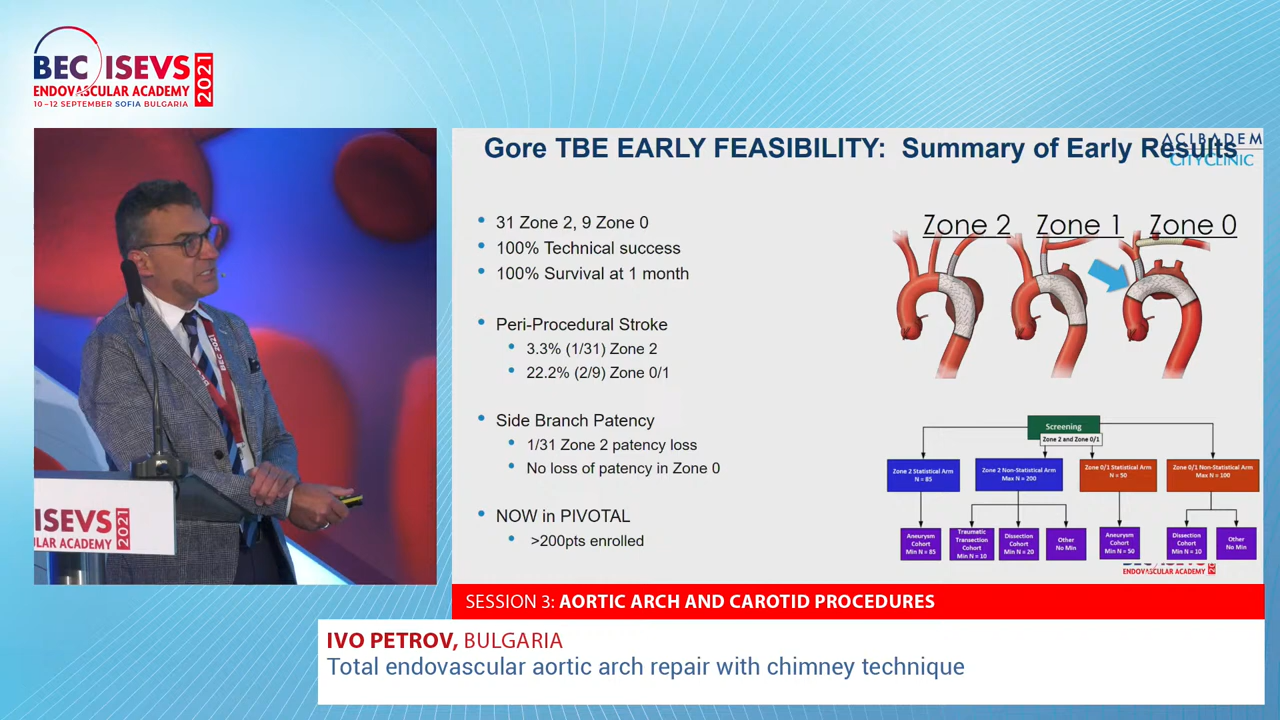 BEC ISEVS 2021
ENDOVASCULAR ACADEMY
10–12 SEPTEMBER SOFIA BULGARIA
Gore TBE EARLY FEASIBILITY: Summary of Early Results
ACIBADEM
CITYCLINIC
• 31 Zone 2, 9 Zone 0
• 100% Technical success
• 100% Survival at 1 month
• Peri-Procedural Stroke
• 3.3% (1/31) Zone 2
• 22.2% (2/9) Zone 0/1
• Side Branch Patency
• 1/31 Zone 2 patency loss
• No loss of patency in Zone 0
• NOW in PIVOTAL
• >200pts enrolled
Zone 2 Zone 1 Zone 0
Screening
Zone 2 and Zone 0/1
Zone 2 Statistical Arm
N = 85
Zone 2 Non-Statistical Arm
Max N = 200
Zone 0/1 Statistical Arm
N = 50
Zone 0/1 Non-Statistical Arm
Max N = 100
Aneurysm
Cohort
Min N = 85
Traumatic
Transection
Cohort
Min N = 10
Dissection
Cohort
Min N = 20
Other
No Min
Aneurysm
Cohort
Min N = 50
Dissection
Cohort
Min N = 10
Other
No Min
ENDOVASCULAR ACADEMY
ISEVS 2021
LAR ACADEMY
SESSION 3: AORTIC ARCH AND CAROTID PROCEDURES
IVO PETROV, BULGARIA
Total endovascular aortic arch repair with chimney technique